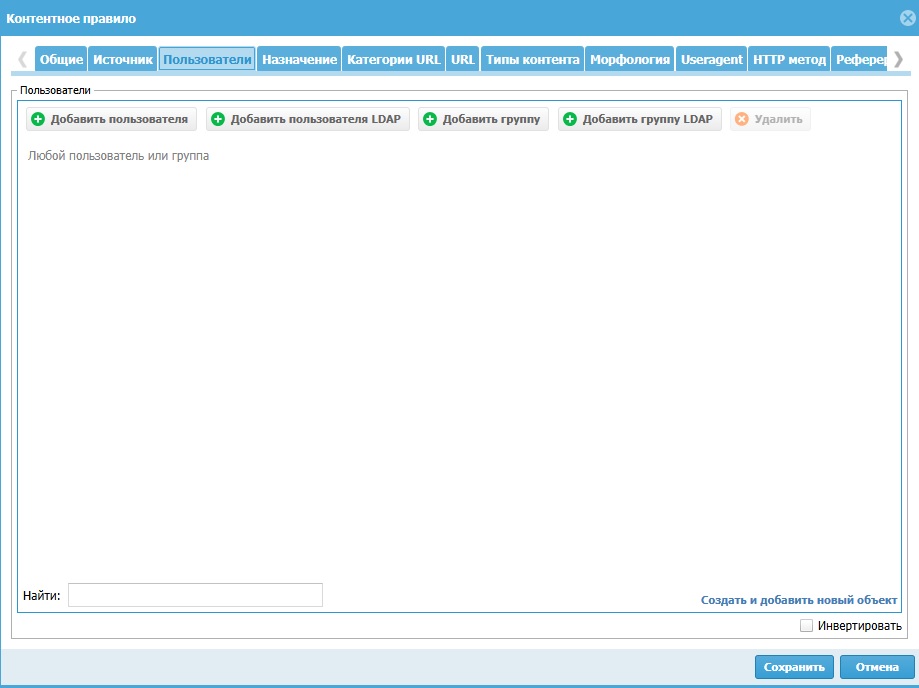 Контентное правило
Общие Источник Пользователи Назначение Категории URL URL Типы контента Морфология Useragent HTTP метод Реферер
Пользователи
Добавить пользователя Добавить пользователя LDAP Добавить группу Добавить группу LDAP Удалить
Любой пользователь или группа
Найти:
Создать и добавить новый объект
Инвертировать
Сохранить Отмена